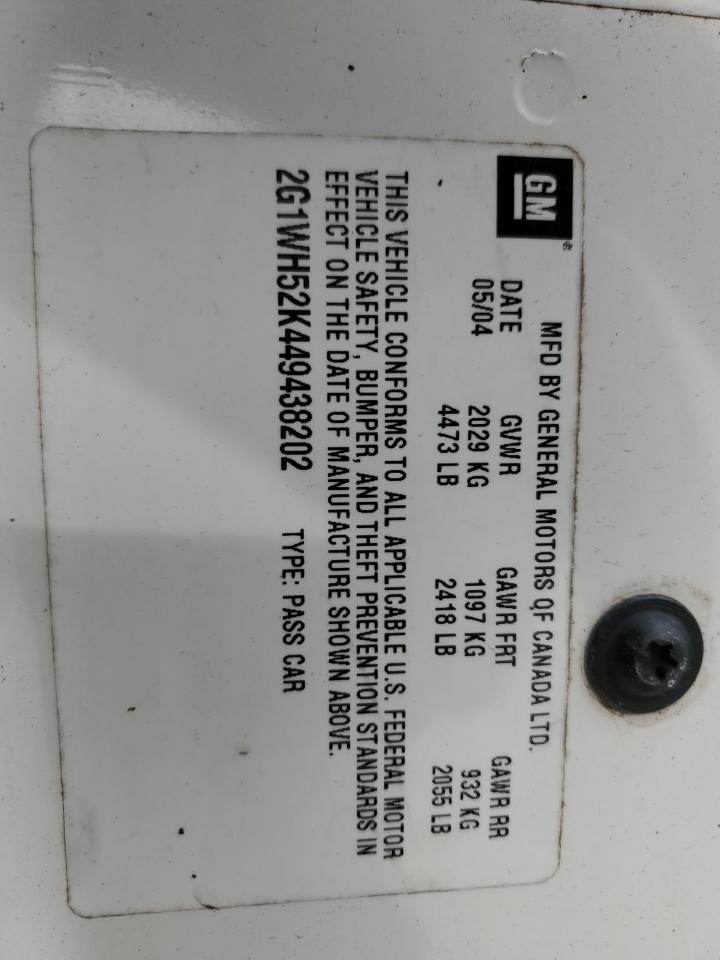 GM®
MFD BY GENERAL MOTORS OF CANADA LTD.
DATE GVWR GAWR FRT GAWR RR
05/04 2029 KG 1097 KG 932 KG
4473 LB 2418 LB 2055 LB
THIS VEHICLE CONFORMS TO ALL APPLICABLE U.S. FEDERAL MOTOR
VEHICLE SAFETY, BUMPER, AND THEFT PREVENTION STANDARDS IN
EFFECT ON THE DATE OF MANUFACTURE SHOWN ABOVE.
2G1WH52K449438202 TYPE: PASS CAR